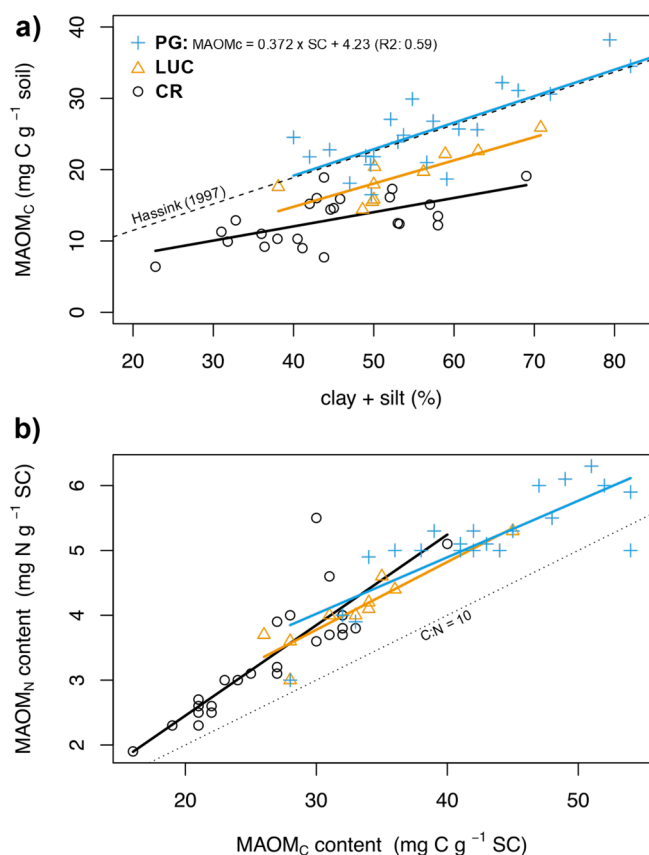 a)
PG: MAOMc = 0.372 x SC + 4.23 (R2: 0.59)
LUC
CR
Hassink (1997)
MAOMC (mg C g −1 soil)
0
10
20
30
40
20
30
40
50
60
70
80
clay + silt (%)
b)
MAOMN content (mg N g −1 SC)
2
3
4
5
6
C:N = 10
20
30
40
50
MAOMC content (mg C g −1 SC)